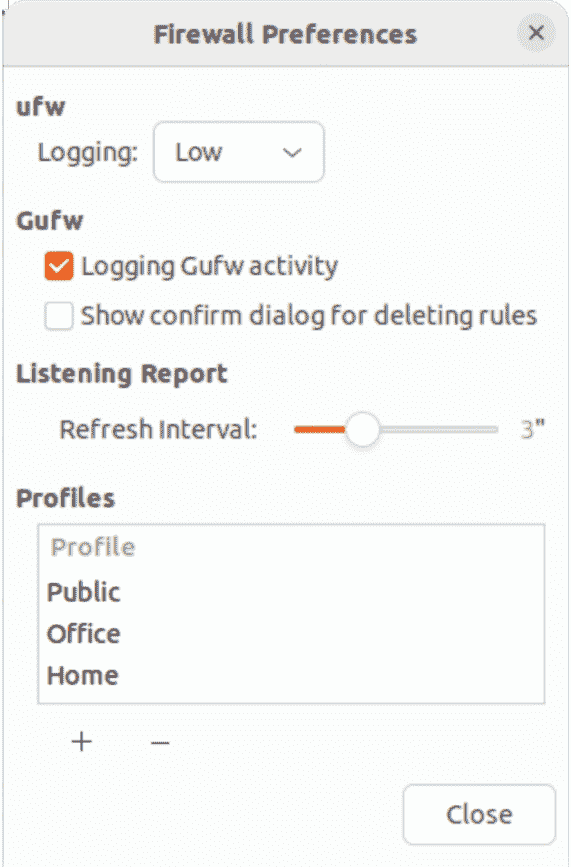 Firewall Preferences
ufw
Logging: Low
Gufw
Logging Gufw activity
Show confirm dialog for deleting rules
Listening Report
Refresh Interval: 3"
Profiles
Profile
Public
Office
Home
+ −
Close